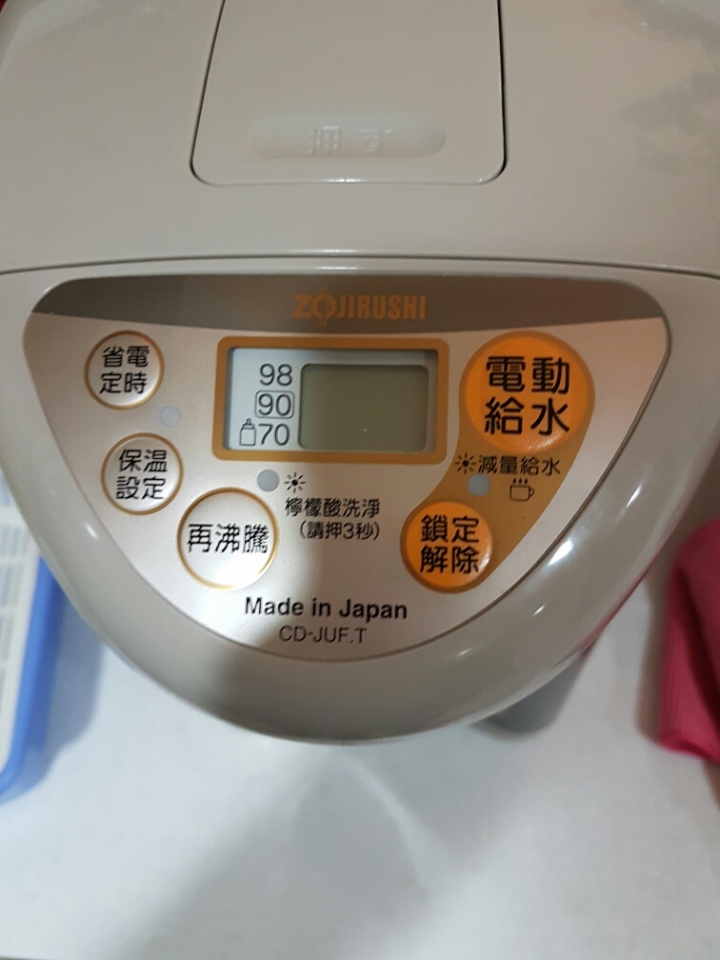 押す
ZOJIRUSHI
省電
定時
98
90
70
電動
給水
保温
設定
減量給水
檸檬酸洗淨
(請押3秒)
再沸騰
鎖定
解除
Made in Japan
CD-JUF.T